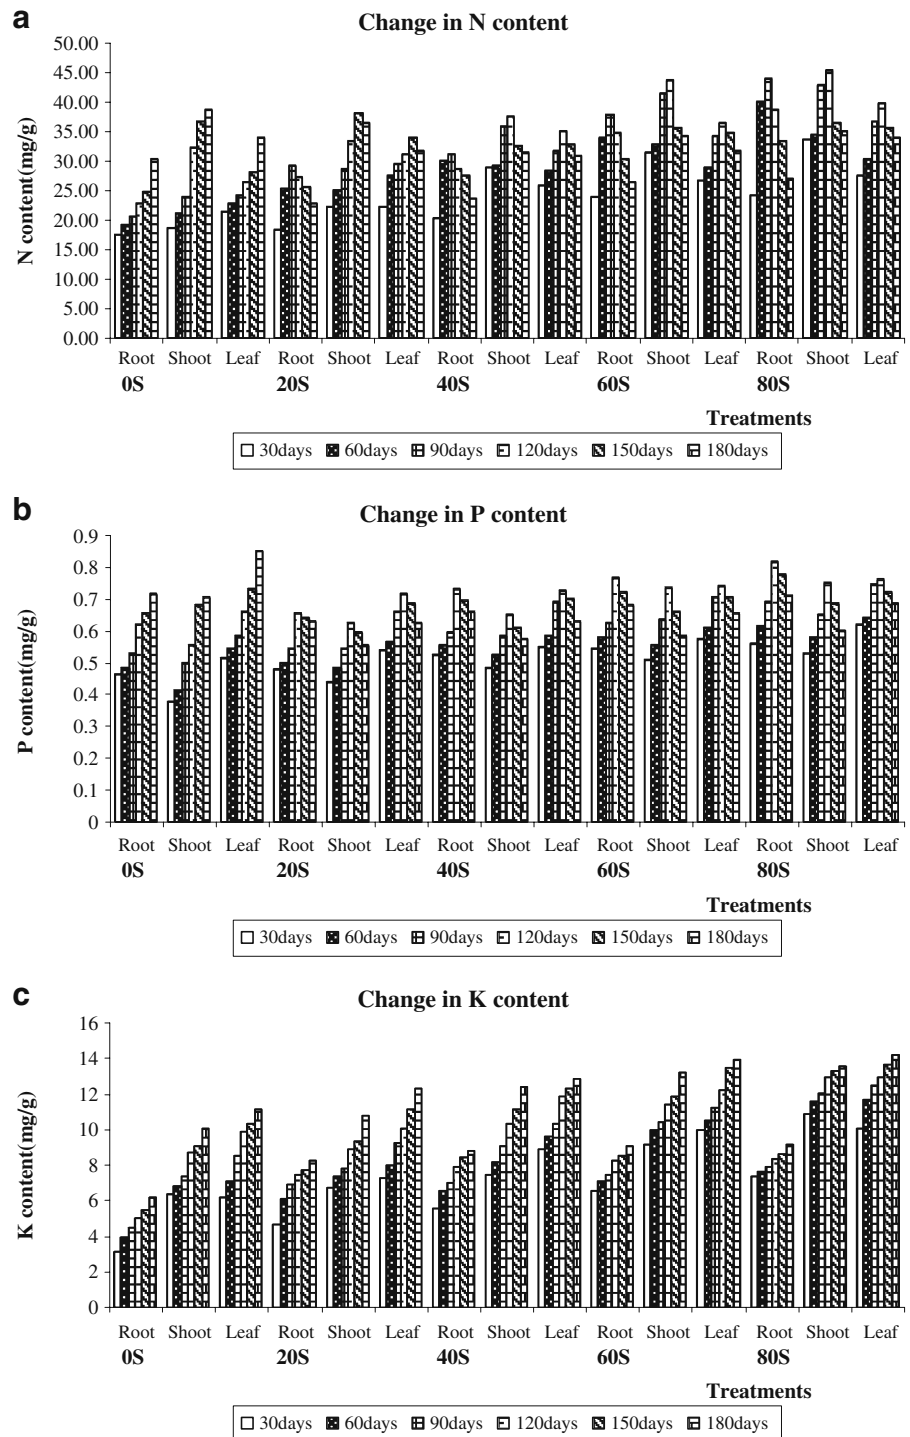 a
Change in N content
50.00
45.00
40.00
35.00
30.00
25.00
20.00
15.00
10.00
5.00
0.00
N content(mg/g)
Root Shoot Leaf Root Shoot Leaf Root Shoot Leaf Root Shoot Leaf Root Shoot Leaf
0S 20S 40S 60S 80S
Treatments
30days 60days 90days 120days 150days 180days
b
Change in P content
0.9
0.8
0.7
0.6
0.5
0.4
0.3
0.2
0.1
0
P content(mg/g)
Root Shoot Leaf Root Shoot Leaf Root Shoot Leaf Root Shoot Leaf Root Shoot Leaf
0S 20S 40S 60S 80S
Treatments
30days 60days 90days 120days 150days 180days
c
Change in K content
16
14
12
10
8
6
4
2
0
K content(mg/g)
Root Shoot Leaf Root Shoot Leaf Root Shoot Leaf Root Shoot Leaf Root Shoot Leaf
0S 20S 40S 60S 80S
Treatments
30days 60days 90days 120days 150days 180days